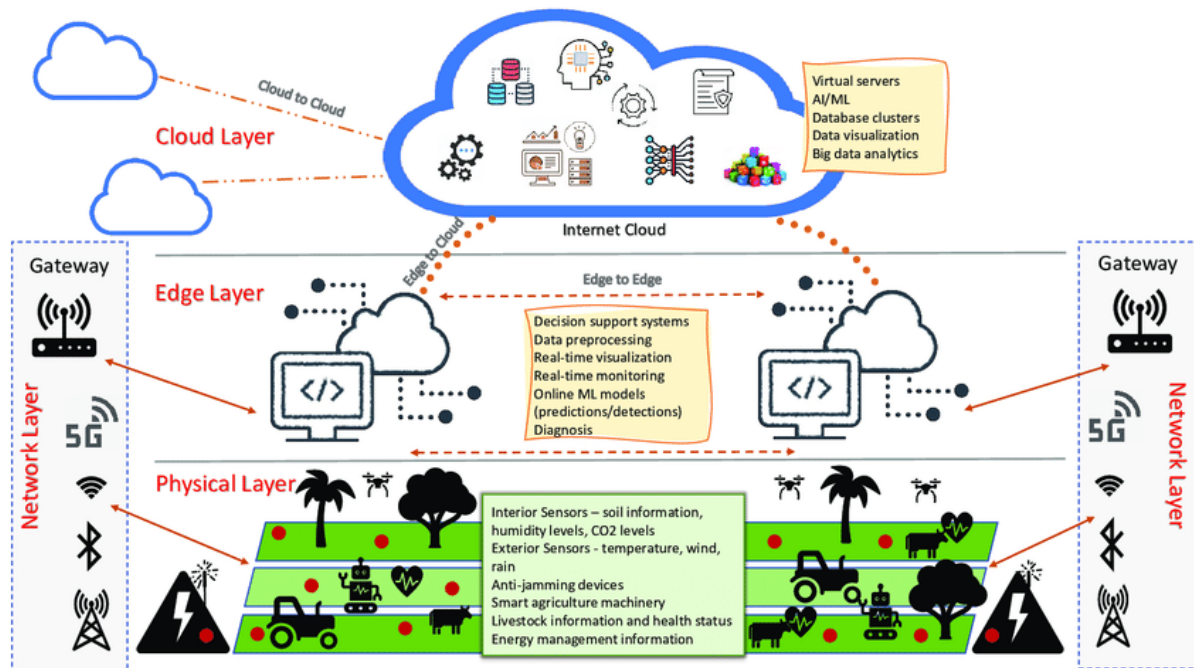 Cloud to Cloud
Cloud Layer
Virtual servers
AI/ML
Database clusters
Data visualization
Big data analytics
Internet Cloud
Edge to Cloud
Gateway
Edge Layer
Edge to Edge
Gateway
Decision support systems
Data preprocessing
Real-time visualization
Real-time monitoring
Online ML models
(predictions/detections)
Diagnosis
</>
</>
Network Layer
5G
Network Layer
5G
Physical Layer
Interior Sensors – soil information,
humidity levels, CO2 levels
Exterior Sensors - temperature, wind,
rain
Anti-jamming devices
Smart agriculture machinery
Livestock information and health status
Energy management information